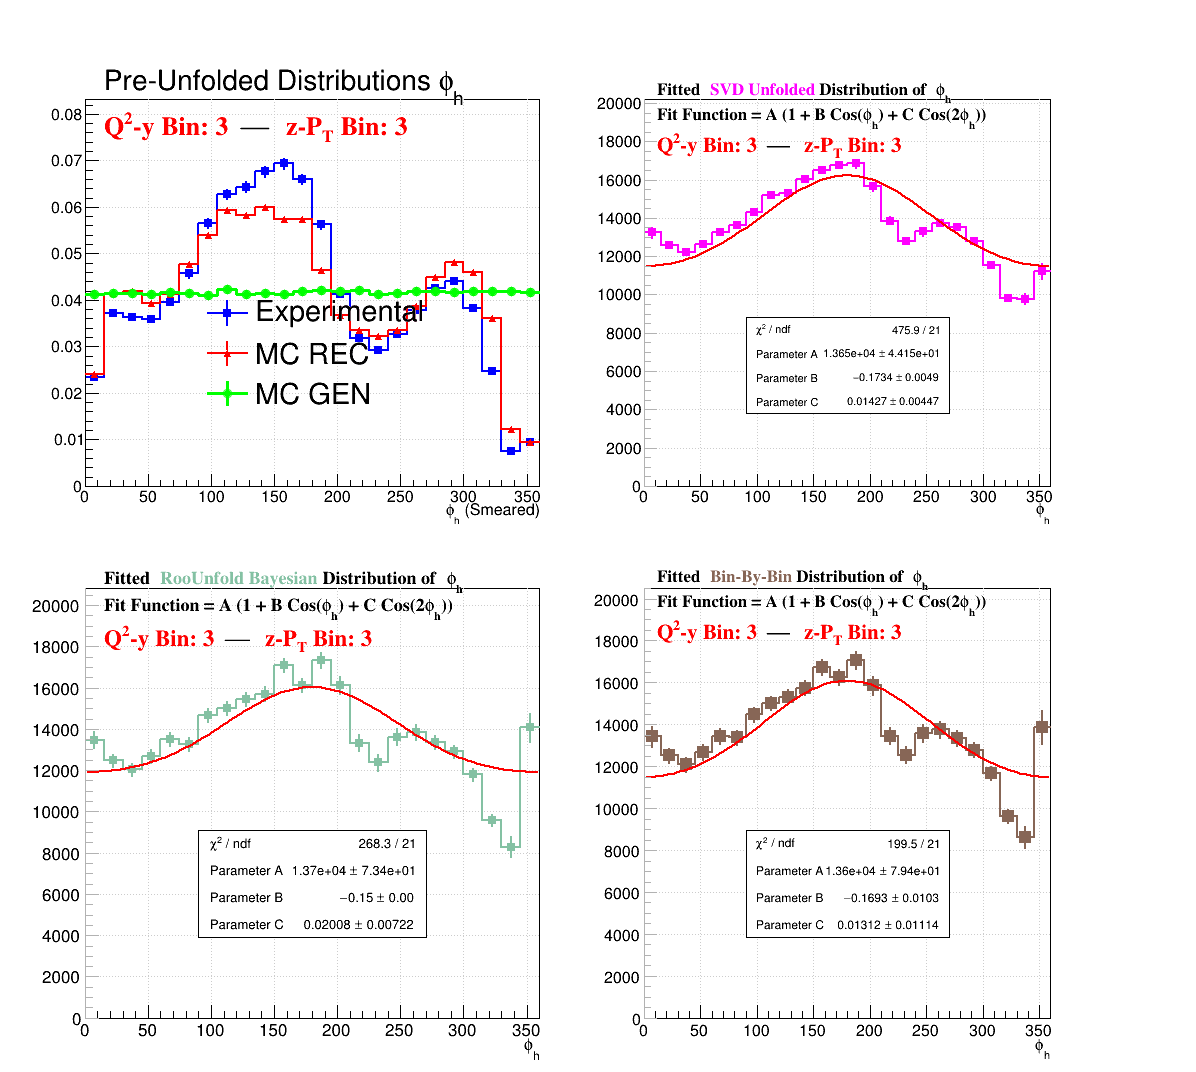 Pre-Unfolded Distributions ϕh
Q²-y Bin: 3 — z-PT Bin: 3
0.08
0.07
0.06
0.05
0.04
0.03
0.02
0.01
0
Experimental
MC REC
MC GEN
0 50 100 150 200 250 300 350
ϕh (Smeared)
Fitted SVD Unfolded Distribution of ϕh
Fit Function = A (1 + B Cos(ϕh) + C Cos(2ϕh))
Q²-y Bin: 3 — z-PT Bin: 3
20000
18000
16000
14000
12000
10000
8000
6000
4000
2000
0
χ² / ndf 475.9 / 21
Parameter A 1.365e+04 ± 4.415e+01
Parameter B −0.1734 ± 0.0049
Parameter C 0.01427 ± 0.00447
0 50 100 150 200 250 300 350
ϕh
Fitted RooUnfold Bayesian Distribution of ϕh
Fit Function = A (1 + B Cos(ϕh) + C Cos(2ϕh))
Q²-y Bin: 3 — z-PT Bin: 3
20000
18000
16000
14000
12000
10000
8000
6000
4000
2000
0
χ² / ndf 268.3 / 21
Parameter A 1.37e+04 ± 7.34e+01
Parameter B −0.15 ± 0.00
Parameter C 0.02008 ± 0.00722
0 50 100 150 200 250 300 350
ϕh
Fitted Bin-By-Bin Distribution of ϕh
Fit Function = A (1 + B Cos(ϕh) + C Cos(2ϕh))
Q²-y Bin: 3 — z-PT Bin: 3
20000
18000
16000
14000
12000
10000
8000
6000
4000
2000
0
χ² / ndf 199.5 / 21
Parameter A 1.36e+04 ± 7.94e+01
Parameter B −0.1693 ± 0.0103
Parameter C 0.01312 ± 0.01114
0 50 100 150 200 250 300 350
ϕh